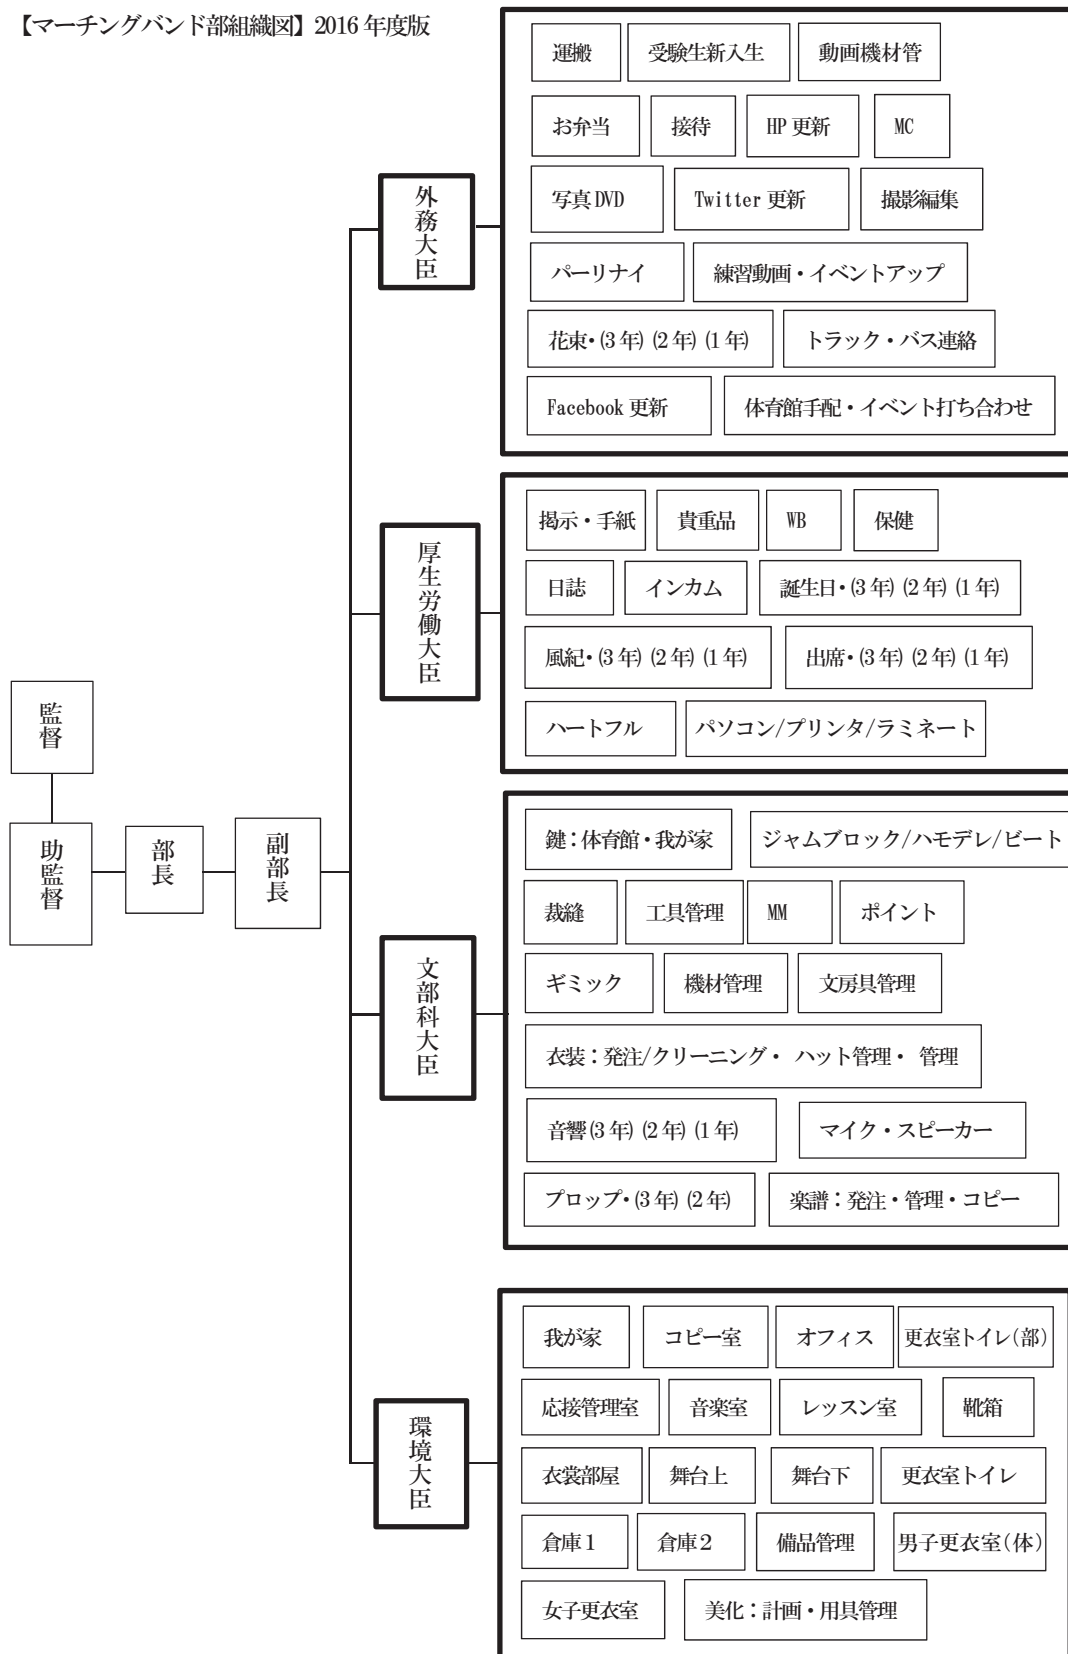 【マーチングバンド部組織図】2016年度版
監督
助監督
部長
副部長
外務大臣
運搬 受験生新入生 動画機材管
お弁当 接待 HP更新 MC
写真DVD Twitter更新 撮影編集
パーリナイ 練習動画・イベントアップ
花束・(3年)(2年)(1年) トラック・バス連絡
Facebook更新 体育館手配・イベント打ち合わせ
厚生労働大臣
掲示・手紙 貴重品 WB 保健
日誌 インカム 誕生日・(3年)(2年)(1年)
風紀・(3年)(2年)(1年) 出席・(3年)(2年)(1年)
ハートフル パソコン/プリンタ/ラミネート
文部科大臣
鍵：体育館・我が家 ジャムブロック/ハモデレ/ビート
裁縫 工具管理 MM ポイント
ギミック 機材管理 文房具管理
衣装：発注/クリーニング・ ハット管理・ 管理
音響(3年)(2年)(1年) マイク・スピーカー
プロップ・(3年)(2年) 楽譜：発注・管理・コピー
環境大臣
我が家 コピー室 オフィス 更衣室トイレ(部)
応接管理室 音楽室 レッスン室 靴箱
衣裳部屋 舞台上 舞台下 更衣室トイレ
倉庫1 倉庫2 備品管理 男子更衣室(体)
女子更衣室 美化：計画・用具管理